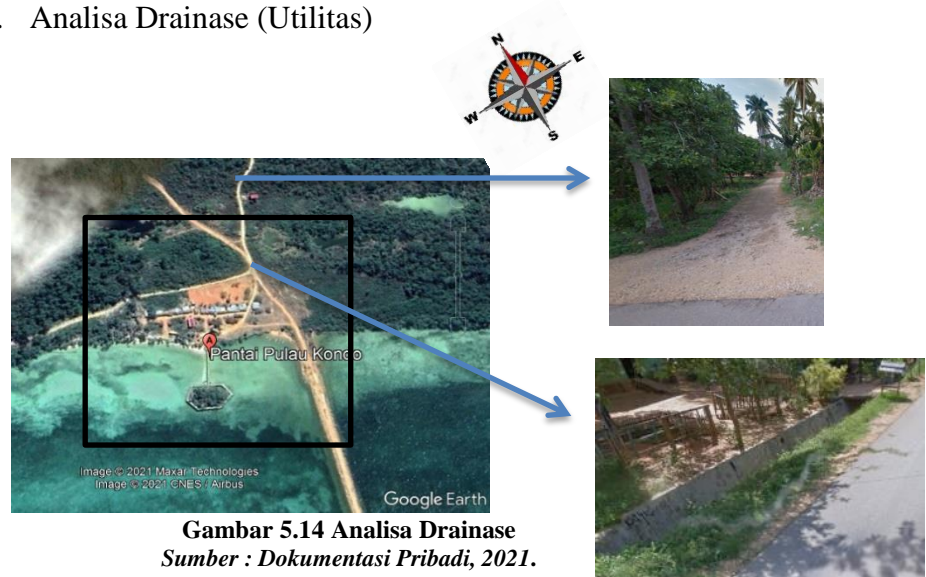 . Analisa Drainase (Utilitas)
N
E
W
S
A
Pantai Pulau Kondo
Image © 2021 Maxar Technologies
Image © 2021 CNES / Airbus
Google Earth
Gambar 5.14 Analisa Drainase
Sumber : Dokumentasi Pribadi, 2021.